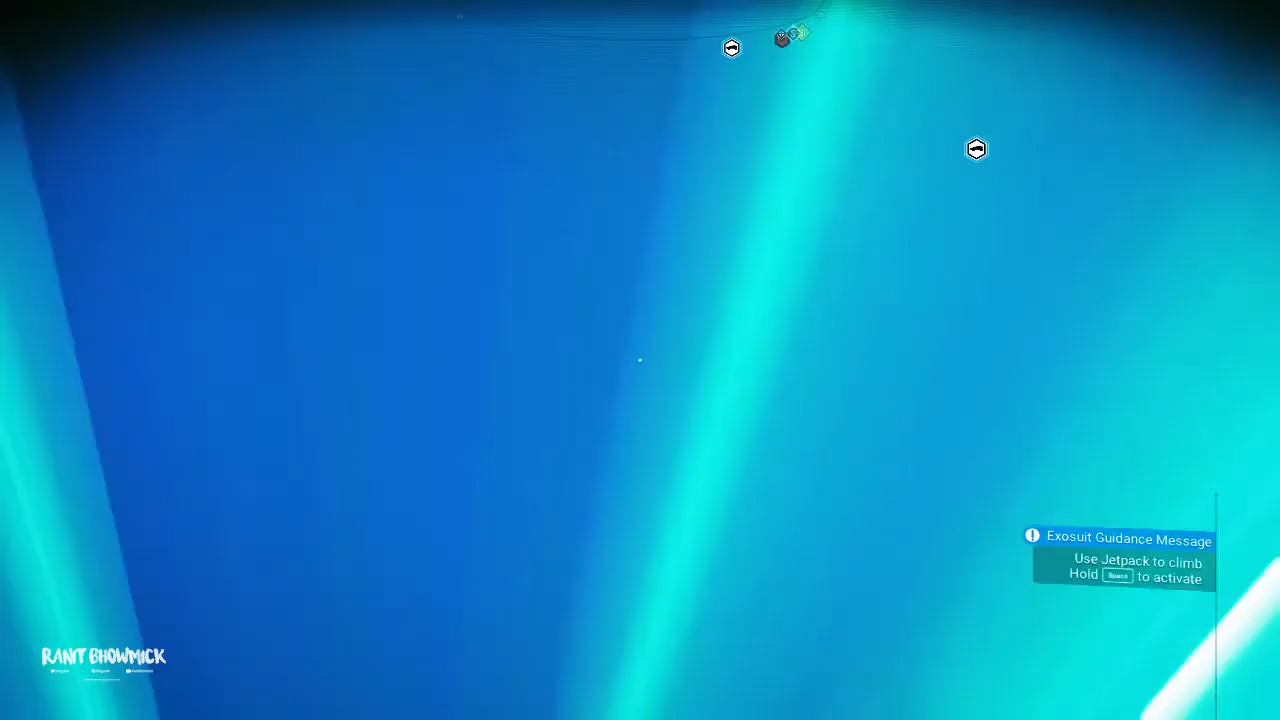 Exosuit Guidance Message
Use Jetpack to climb
Hold Space to activate
RANIT BHOWMICK